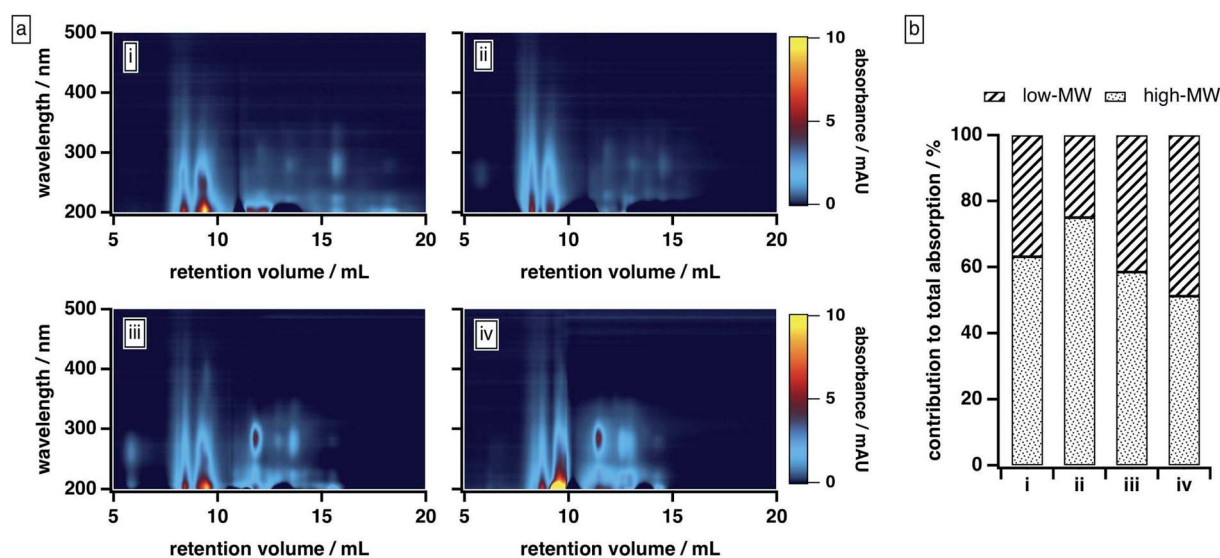 a
b
500
400
300
200
wavelength / nm
i
5
10
15
20
retention volume / mL
ii
5
10
15
20
retention volume / mL
10
5
0
absorbance / mAU
500
400
300
200
wavelength / nm
iii
5
10
15
20
retention volume / mL
iv
5
10
15
20
retention volume / mL
10
5
0
absorbance / mAU
low-MW
high-MW
contribution to total absorption / %
100
80
60
40
20
0
i
ii
iii
iv